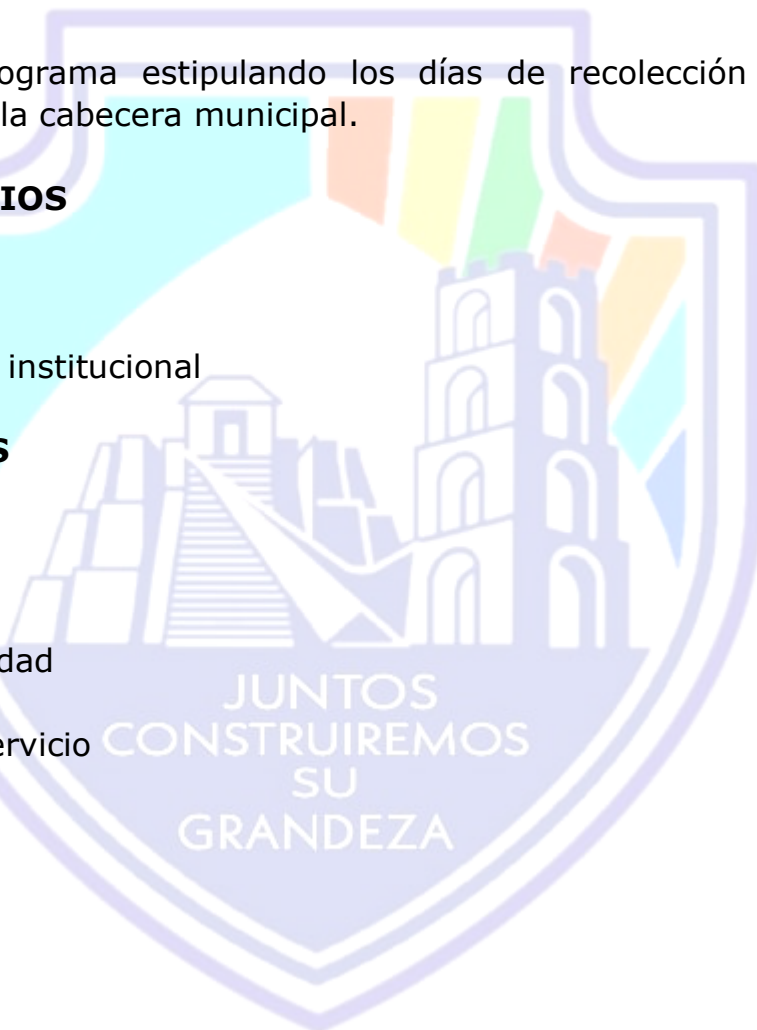 ograma estipulando los días de recolección
la cabecera municipal.
IOS
institucional
S
dad
ervicio
JUNTOS
CONSTRUIREMOS
SU
GRANDEZA